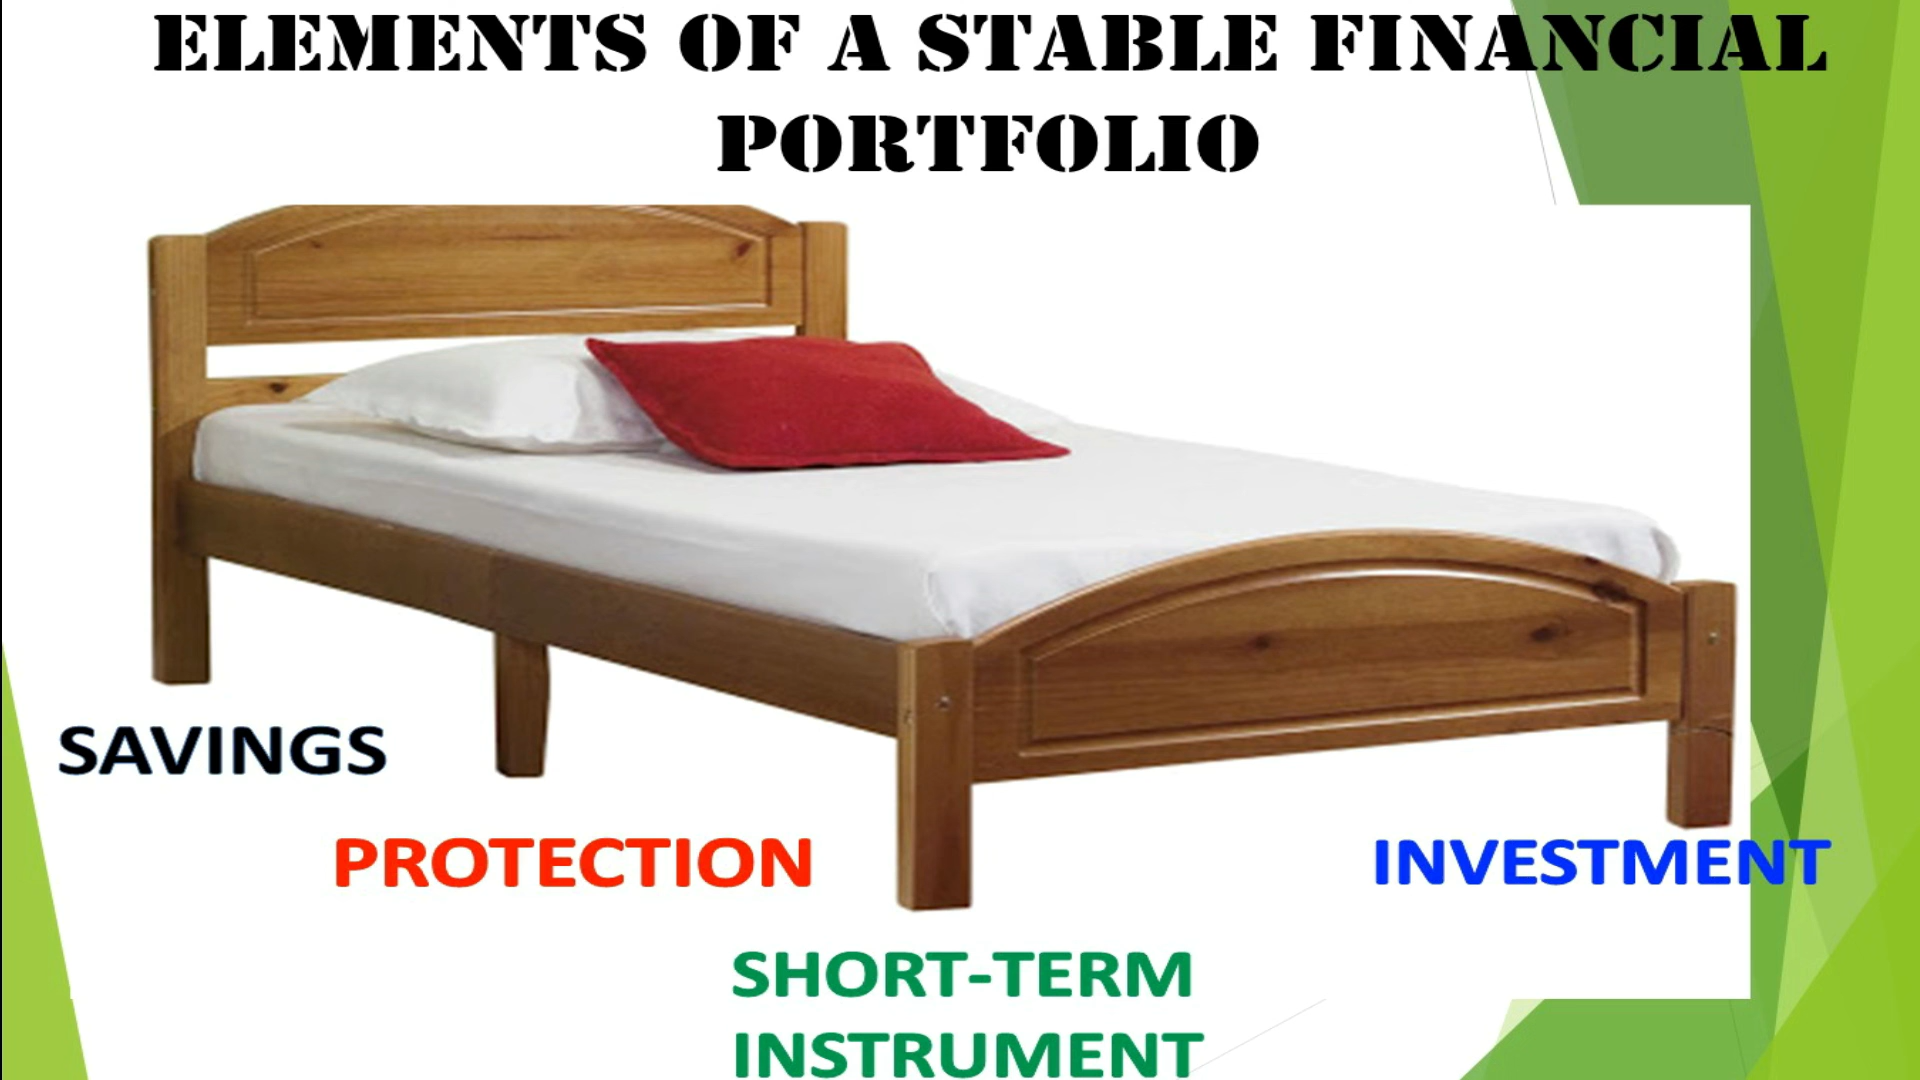 ELEMENTS OF A STABLE FINANCIAL
PORTFOLIO
SAVINGS
PROTECTION
INVESTMENT
SHORT-TERM
INSTRUMENT